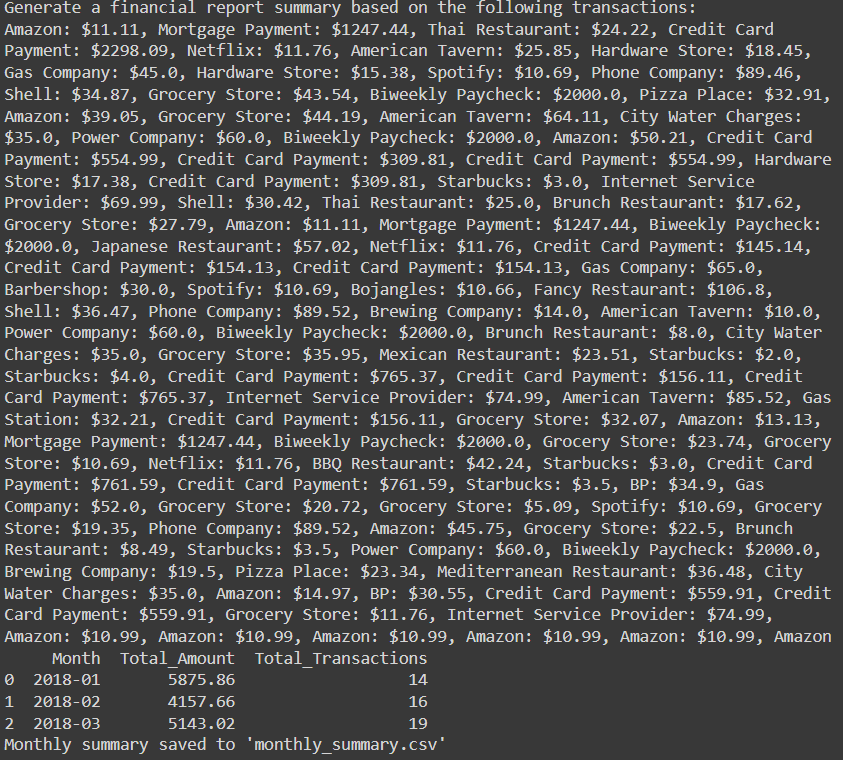 Generate a financial report summary based on the following transactions:
Amazon: $11.11, Mortgage Payment: $1247.44, Thai Restaurant: $24.22, Credit Card
Payment: $2298.09, Netflix: $11.76, American Tavern: $25.85, Hardware Store: $18.45,
Gas Company: $45.0, Hardware Store: $15.38, Spotify: $10.69, Phone Company: $89.46,
Shell: $34.87, Grocery Store: $43.54, Biweekly Paycheck: $2000.0, Pizza Place: $32.91,
Amazon: $39.05, Grocery Store: $44.19, American Tavern: $64.11, City Water Charges:
$35.0, Power Company: $60.0, Biweekly Paycheck: $2000.0, Amazon: $50.21, Credit Card
Payment: $554.99, Credit Card Payment: $309.81, Credit Card Payment: $554.99, Hardware
Store: $17.38, Credit Card Payment: $309.81, Starbucks: $3.0, Internet Service
Provider: $69.99, Shell: $30.42, Thai Restaurant: $25.0, Brunch Restaurant: $17.62,
Grocery Store: $27.79, Amazon: $11.11, Mortgage Payment: $1247.44, Biweekly Paycheck:
$2000.0, Japanese Restaurant: $57.02, Netflix: $11.76, Credit Card Payment: $145.14,
Credit Card Payment: $154.13, Credit Card Payment: $154.13, Gas Company: $65.0,
Barbershop: $30.0, Spotify: $10.69, Bojangles: $10.66, Fancy Restaurant: $106.8,
Shell: $36.47, Phone Company: $89.52, Brewing Company: $14.0, American Tavern: $10.0,
Power Company: $60.0, Biweekly Paycheck: $2000.0, Brunch Restaurant: $8.0, City Water
Charges: $35.0, Grocery Store: $35.95, Mexican Restaurant: $23.51, Starbucks: $2.0,
Starbucks: $4.0, Credit Card Payment: $765.37, Credit Card Payment: $156.11, Credit
Card Payment: $765.37, Internet Service Provider: $74.99, American Tavern: $85.52, Gas
Station: $32.21, Credit Card Payment: $156.11, Grocery Store: $32.07, Amazon: $13.13,
Mortgage Payment: $1247.44, Biweekly Paycheck: $2000.0, Grocery Store: $23.74, Grocery
Store: $10.69, Netflix: $11.76, BBQ Restaurant: $42.24, Starbucks: $3.0, Credit Card
Payment: $761.59, Credit Card Payment: $761.59, Starbucks: $3.5, BP: $34.9, Gas
Company: $52.0, Grocery Store: $20.72, Grocery Store: $5.09, Spotify: $10.69, Grocery
Store: $19.35, Phone Company: $89.52, Amazon: $45.75, Grocery Store: $22.5, Brunch
Restaurant: $8.49, Starbucks: $3.5, Power Company: $60.0, Biweekly Paycheck: $2000.0,
Brewing Company: $19.5, Pizza Place: $23.34, Mediterranean Restaurant: $36.48, City
Water Charges: $35.0, Amazon: $14.97, BP: $30.55, Credit Card Payment: $559.91, Credit
Card Payment: $559.91, Grocery Store: $11.76, Internet Service Provider: $74.99,
Amazon: $10.99, Amazon: $10.99, Amazon: $10.99, Amazon: $10.99, Amazon: $10.99, Amazon
Month Total_Amount Total_Transactions
0 2018-01 5875.86 14
1 2018-02 4157.66 16
2 2018-03 5143.02 19
Monthly summary saved to 'monthly_summary.csv'